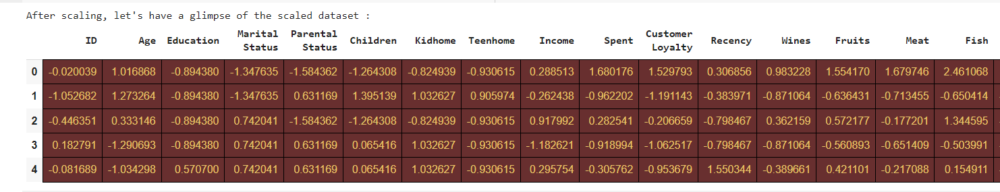 After scaling, let's have a glimpse of the scaled dataset :
ID Age Education Marital Status Parental Status Children Kidhome Teenhome Income Spent Customer Loyalty Recency Wines Fruits Meat Fish
0 -0.020039 1.016868 -0.894380 -1.347635 -1.584362 -1.264308 -0.824939 -0.930615 0.288513 1.680176 1.529793 0.306856 0.983228 1.554170 1.679746 2.461068
1 -1.052682 1.273264 -0.894380 -1.347635 0.631169 1.395139 1.032627 0.905974 -0.262438 -0.962202 -1.191143 -0.383971 -0.871064 -0.636431 -0.713455 -0.650414
2 -0.446351 0.333146 -0.894380 0.742041 -1.584362 -1.264308 -0.824939 -0.930615 0.917992 0.282541 -0.206659 -0.798467 0.362159 0.572177 -0.177201 1.344595
3 0.182791 -1.290693 -0.894380 0.742041 0.631169 0.065416 1.032627 -0.930615 -1.182621 -0.918994 -1.062517 -0.798467 -0.871064 -0.560893 -0.651409 -0.503991
4 -0.081689 -1.034298 0.570700 0.742041 0.631169 0.065416 1.032627 -0.930615 0.295754 -0.305762 -0.953679 1.550344 -0.389661 0.421101 -0.217088 0.154911